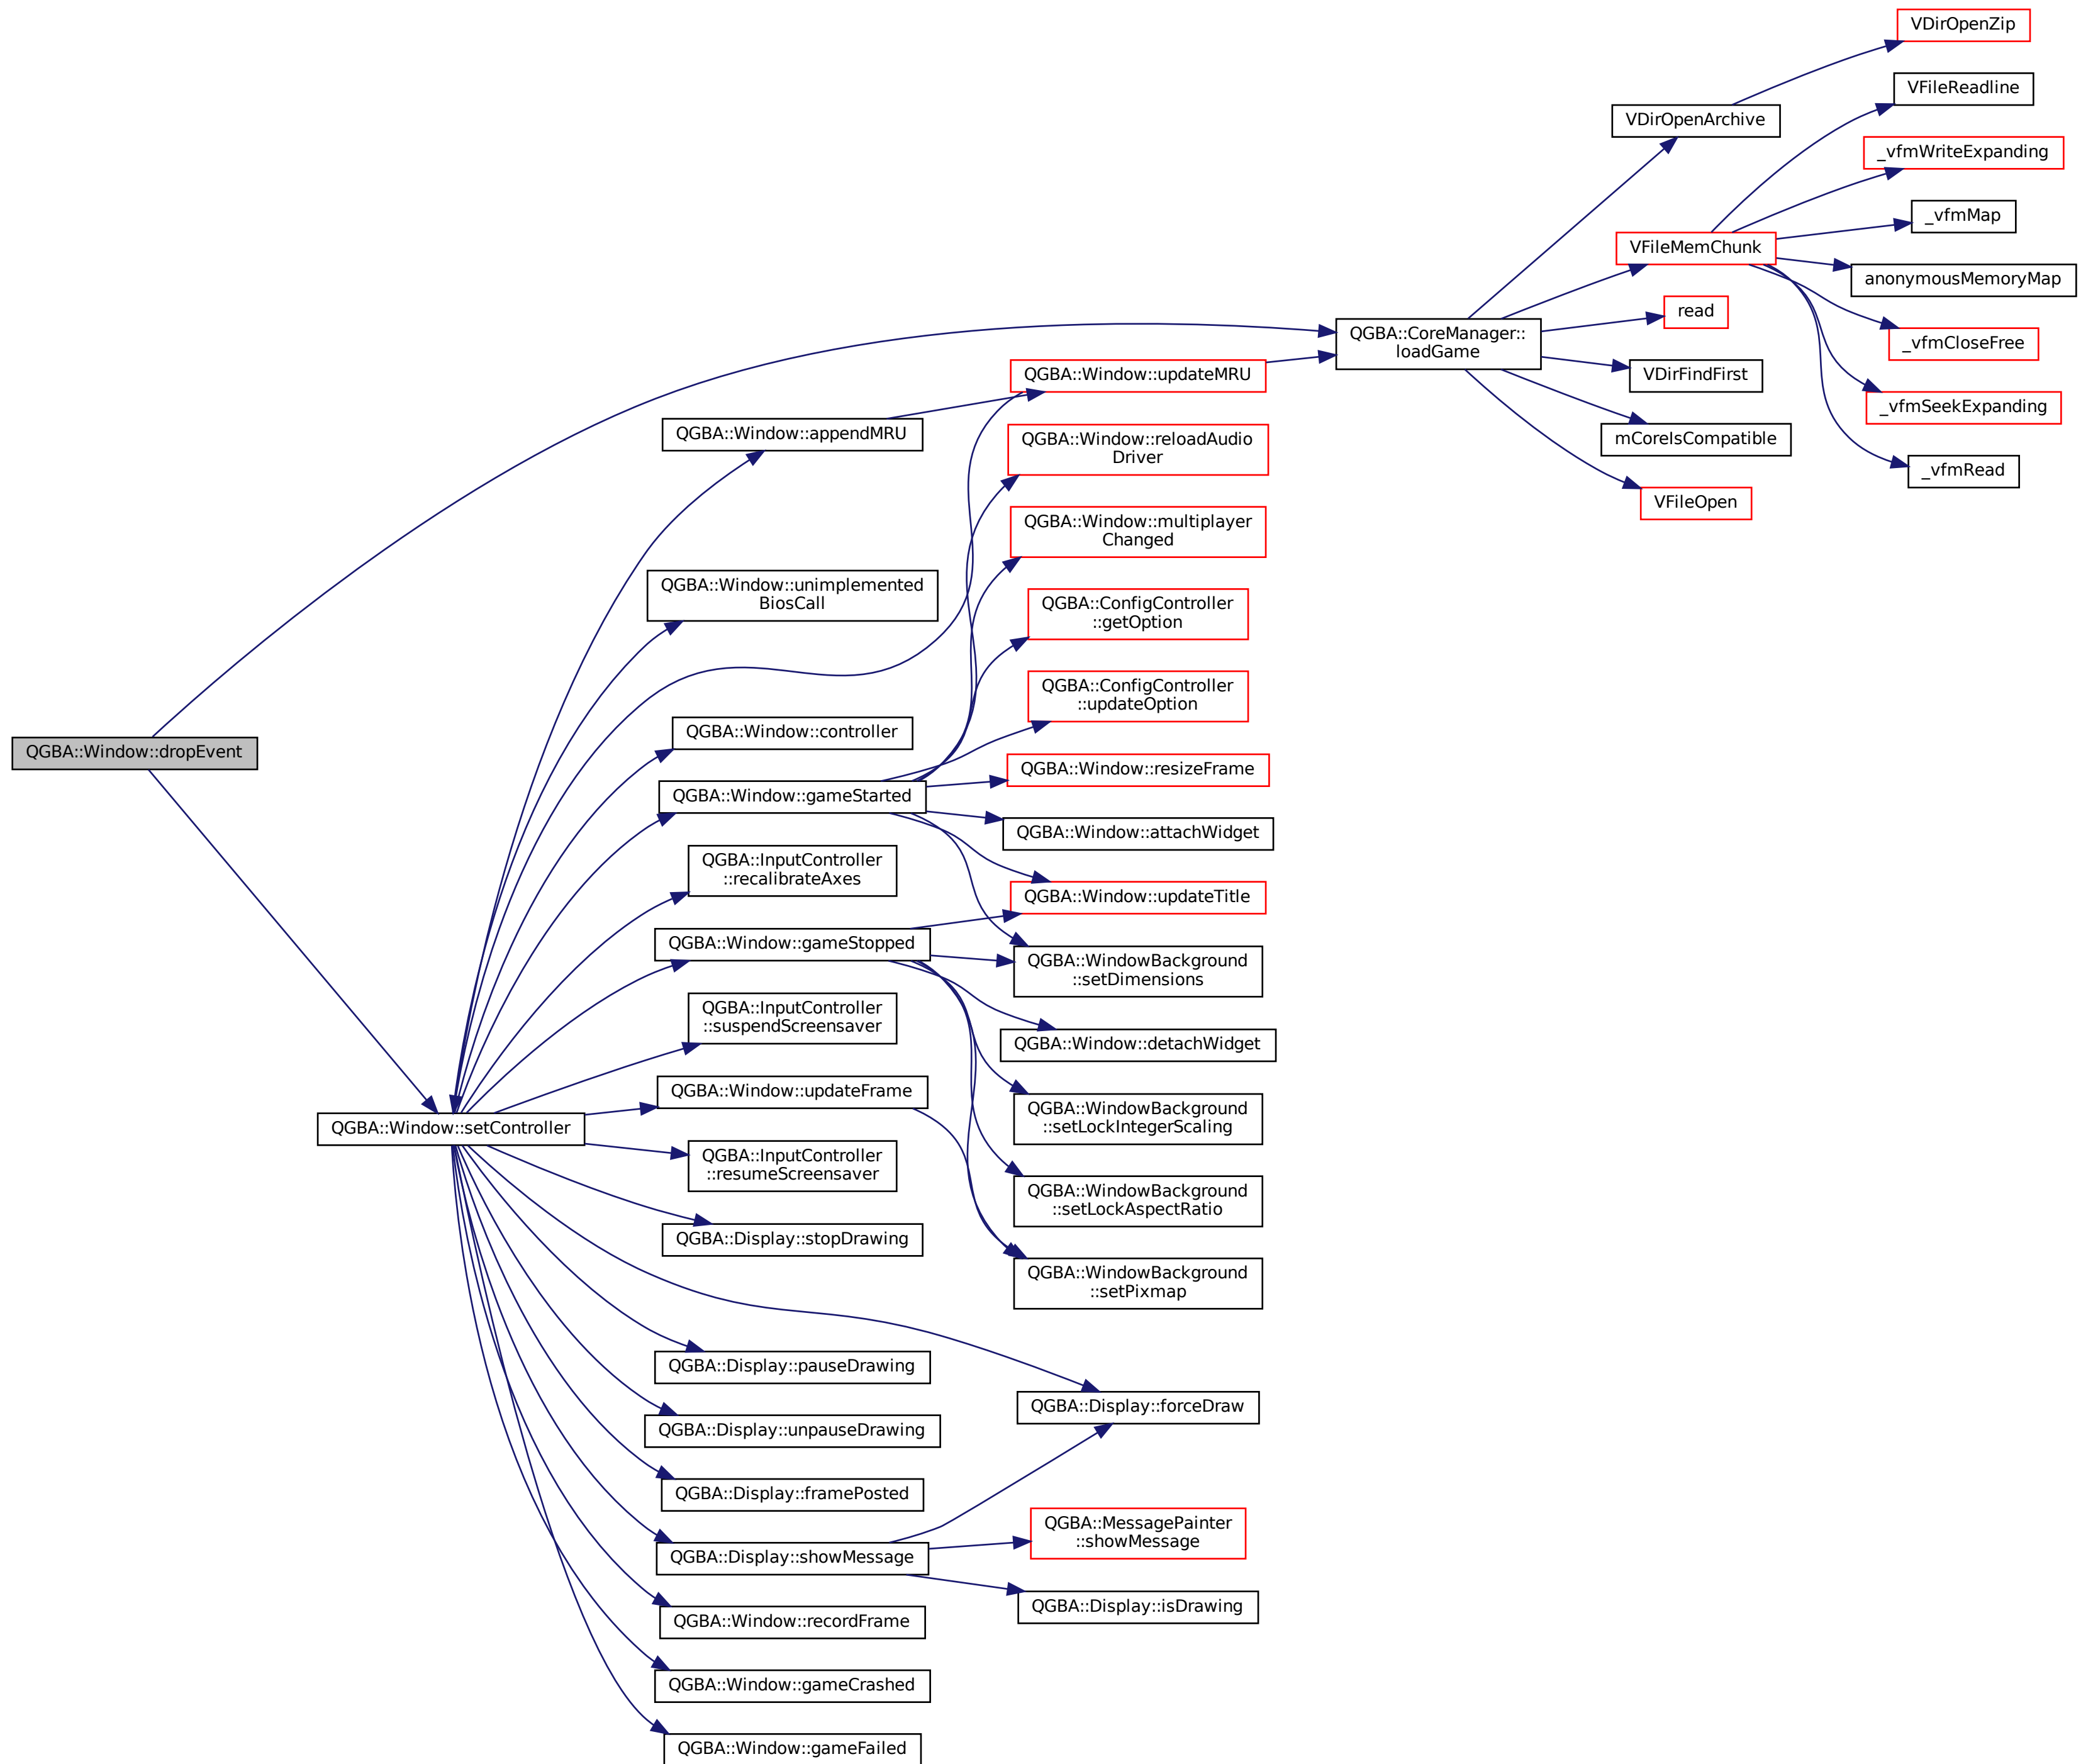 VDirOpenZip
VFileReadline
VDirOpenArchive
_vfmWriteExpanding
_vfmMap
VFileMemChunk
anonymousMemoryMap
read
QGBA::CoreManager::
loadGame
_vfmCloseFree
QGBA::Window::updateMRU
VDirFindFirst
_vfmSeekExpanding
QGBA::Window::appendMRU
QGBA::Window::reloadAudio
Driver
mCoreIsCompatible
_vfmRead
VFileOpen
QGBA::Window::multiplayer
Changed
QGBA::Window::unimplemented
BiosCall
QGBA::ConfigController
::getOption
QGBA::ConfigController
::updateOption
QGBA::Window::controller
QGBA::Window::dropEvent
QGBA::Window::resizeFrame
QGBA::Window::gameStarted
QGBA::Window::attachWidget
QGBA::InputController
::recalibrateAxes
QGBA::Window::updateTitle
QGBA::Window::gameStopped
QGBA::WindowBackground
::setDimensions
QGBA::InputController
::suspendScreensaver
QGBA::Window::detachWidget
QGBA::Window::updateFrame
QGBA::WindowBackground
::setLockIntegerScaling
QGBA::Window::setController
QGBA::InputController
::resumeScreensaver
QGBA::WindowBackground
::setLockAspectRatio
QGBA::Display::stopDrawing
QGBA::WindowBackground
::setPixmap
QGBA::Display::pauseDrawing
QGBA::Display::forceDraw
QGBA::Display::unpauseDrawing
QGBA::Display::framePosted
QGBA::MessagePainter
::showMessage
QGBA::Display::showMessage
QGBA::Display::isDrawing
QGBA::Window::recordFrame
QGBA::Window::gameCrashed
QGBA::Window::gameFailed